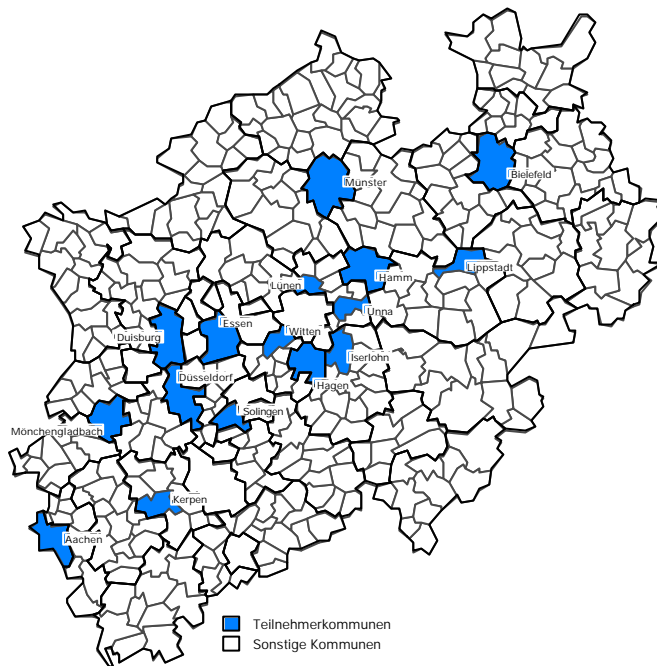 Bielefeld
Münster
Lippstadt
Hamm
Lünen
Unna
Essen
Witten
Duisburg
Iserlohn
Düsseldorf
Hagen
Solingen
Mönchengladbach
Kerpen
Aachen
Teilnehmerkommunen
Sonstige Kommunen